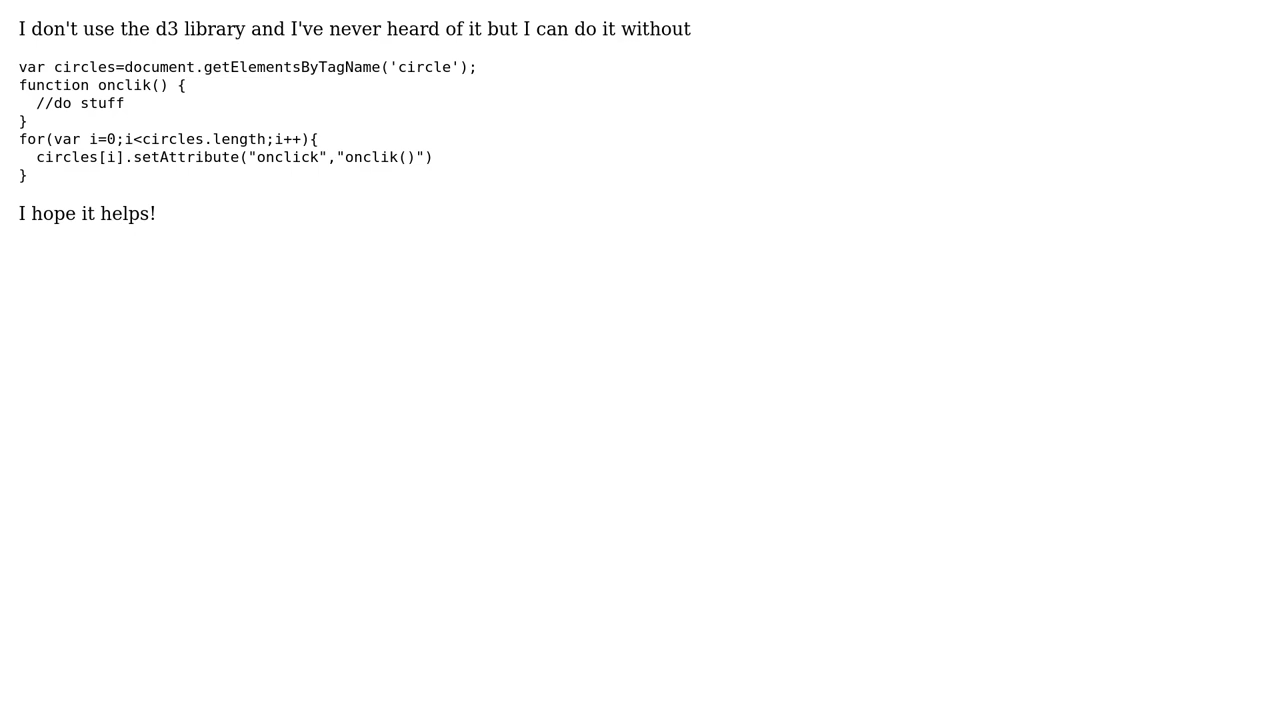 I don't use the d3 library and I've never heard of it but I can do it without
var circles=document.getElementsByTagName('circle');
function onclik() {
  //do stuff
}
for(var i=0;i<circles.length;i++){
  circles[i].setAttribute("onclick","onclik()")
}
I hope it helps!